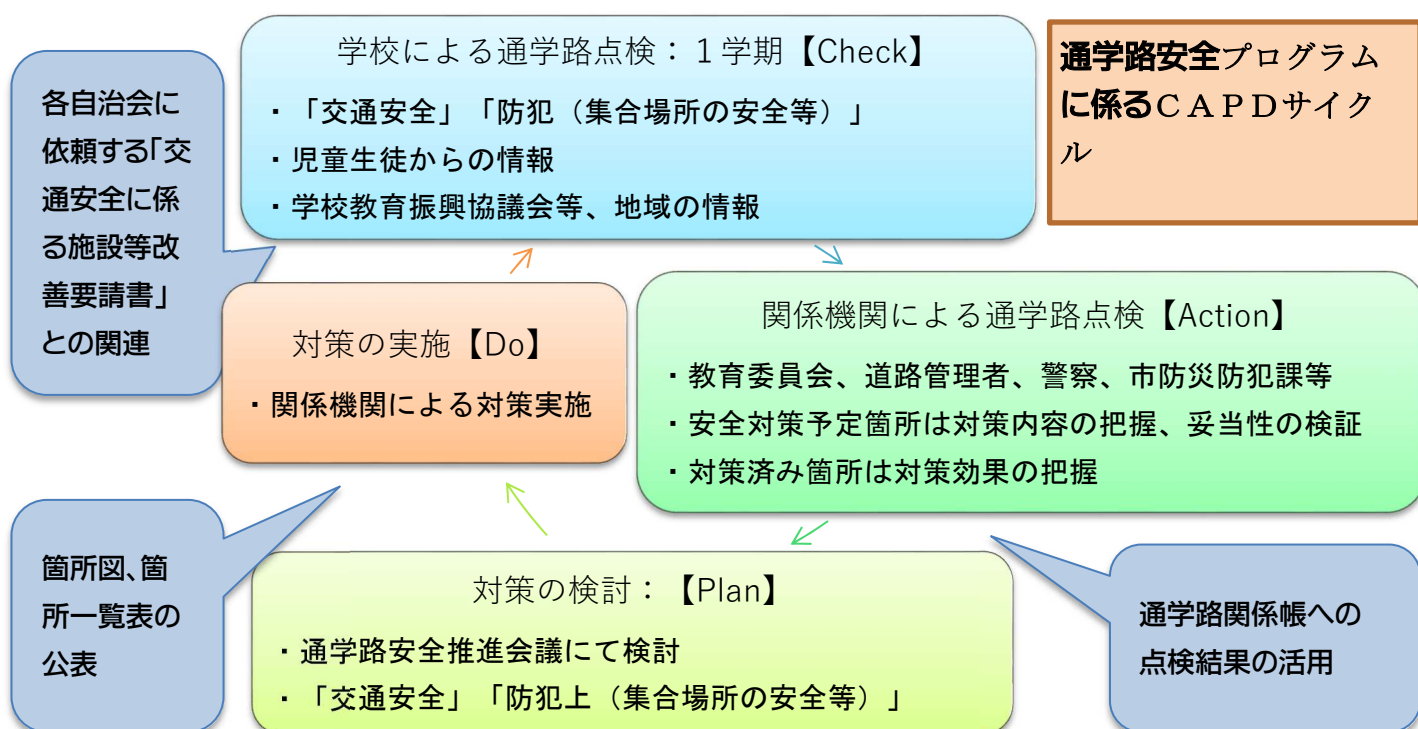 学校による通学路点検：１学期【Check】
・「交通安全」「防犯（集合場所の安全等）」
・児童生徒からの情報
・学校教育振興協議会等、地域の情報
通学路安全プログラム
に係るＣＡＰＤサイク
ル
各自治会に
依頼する「交
通安全に係
る施設等改
善要請書」
との関連
関係機関による通学路点検【Action】
・教育委員会、道路管理者、警察、市防災防犯課等
・安全対策予定箇所は対策内容の把握、妥当性の検証
・対策済み箇所は対策効果の把握
対策の実施【Do】
・関係機関による対策実施
箇所図、箇
所一覧表の
公表
対策の検討：【Plan】
・通学路安全推進会議にて検討
・「交通安全」「防犯上（集合場所の安全等）」
通学路関係帳への
点検結果の活用